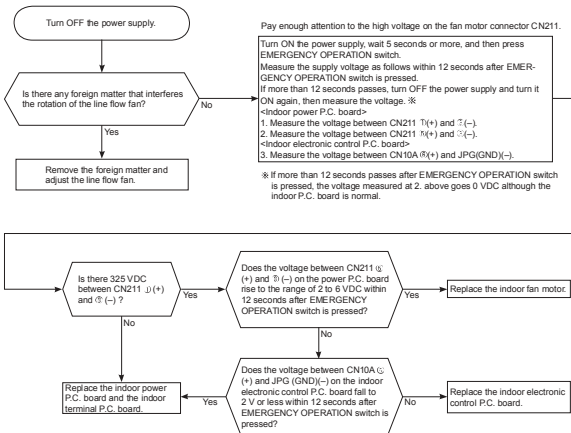 Turn OFF the power supply.
Is there any foreign matter that interferes
the rotation of the line flow fan?
No
Yes
Remove the foreign matter and
adjust the line flow fan.
Pay enough attention to the high voltage on the fan motor connector CN211.
Turn ON the power supply, wait 5 seconds or more, and then press
EMERGENCY OPERATION switch.
Measure the supply voltage as follows within 12 seconds after EMER-
GENCY OPERATION switch is pressed.
If more than 12 seconds passes, turn OFF the power supply and turn it
ON again, then measure the voltage. ※
<Indoor power P.C. board>
1. Measure the voltage between CN211 (+) and (–).
2. Measure the voltage between CN211 (+) and (–).
<Indoor electronic control P.C. board>
3. Measure the voltage between CN10A (+) and JPG(GND)(–).
※ If more than 12 seconds passes after EMERGENCY OPERATION switch
is pressed, the voltage measured at 2. above goes 0 VDC although the
indoor P.C. board is normal.
Is there 325 VDC
between CN211 (+)
and (–) ?
Yes
No
Does the voltage between CN211
(+) and (–) on the power P.C. board
rise to the range of 2 to 6 VDC within
12 seconds after EMERGENCY
OPERATION switch is pressed?
Yes
Replace the indoor fan motor.
No
Replace the indoor power
P.C. board and the indoor
terminal P.C. board.
Yes
Does the voltage between CN10A
(+) and JPG (GND)(–) on the indoor
electronic control P.C. board fall to
2 V or less within 12 seconds after
EMERGENCY OPERATION switch is
pressed?
No
Replace the indoor electronic
control P.C. board.